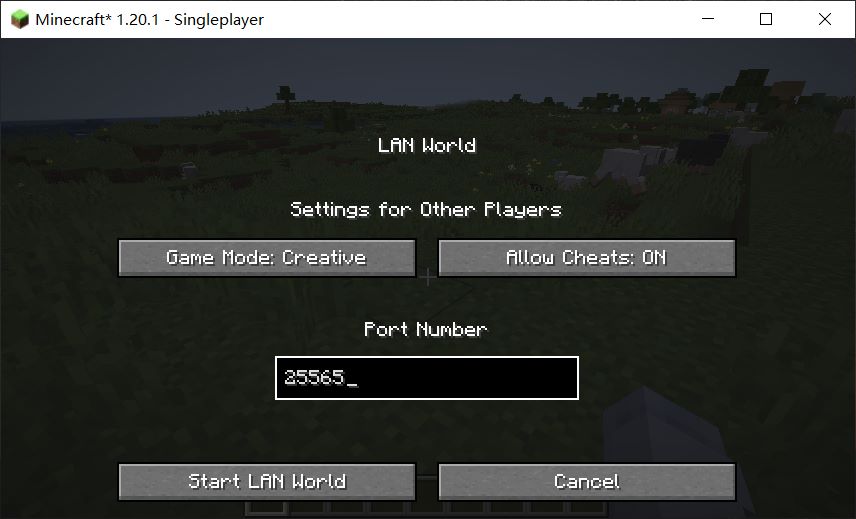 Minecraft* 1.20.1 - Singleplayer
LAN World
Settings for Other Players
Game Mode: Creative
Allow Cheats: ON
Port Number
25565_
Start LAN World
Cancel